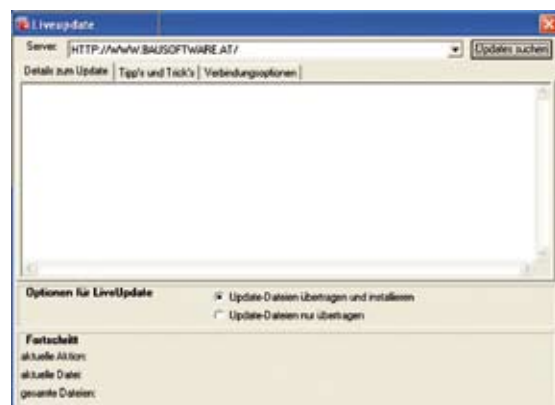 Liveupdate
Server: HTTP://WWW.BAUSOFTWARE.AT/ Updates suchen
Details zum Update Tipp's und Trick's Verbindungsoptionen
Optionen für LiveUpdate
Update-Dateien übertragen und installieren
Update-Dateien nur übertragen
Fortschritt
aktuelle Aktion:
aktuelle Datei:
gesamte Dateien: